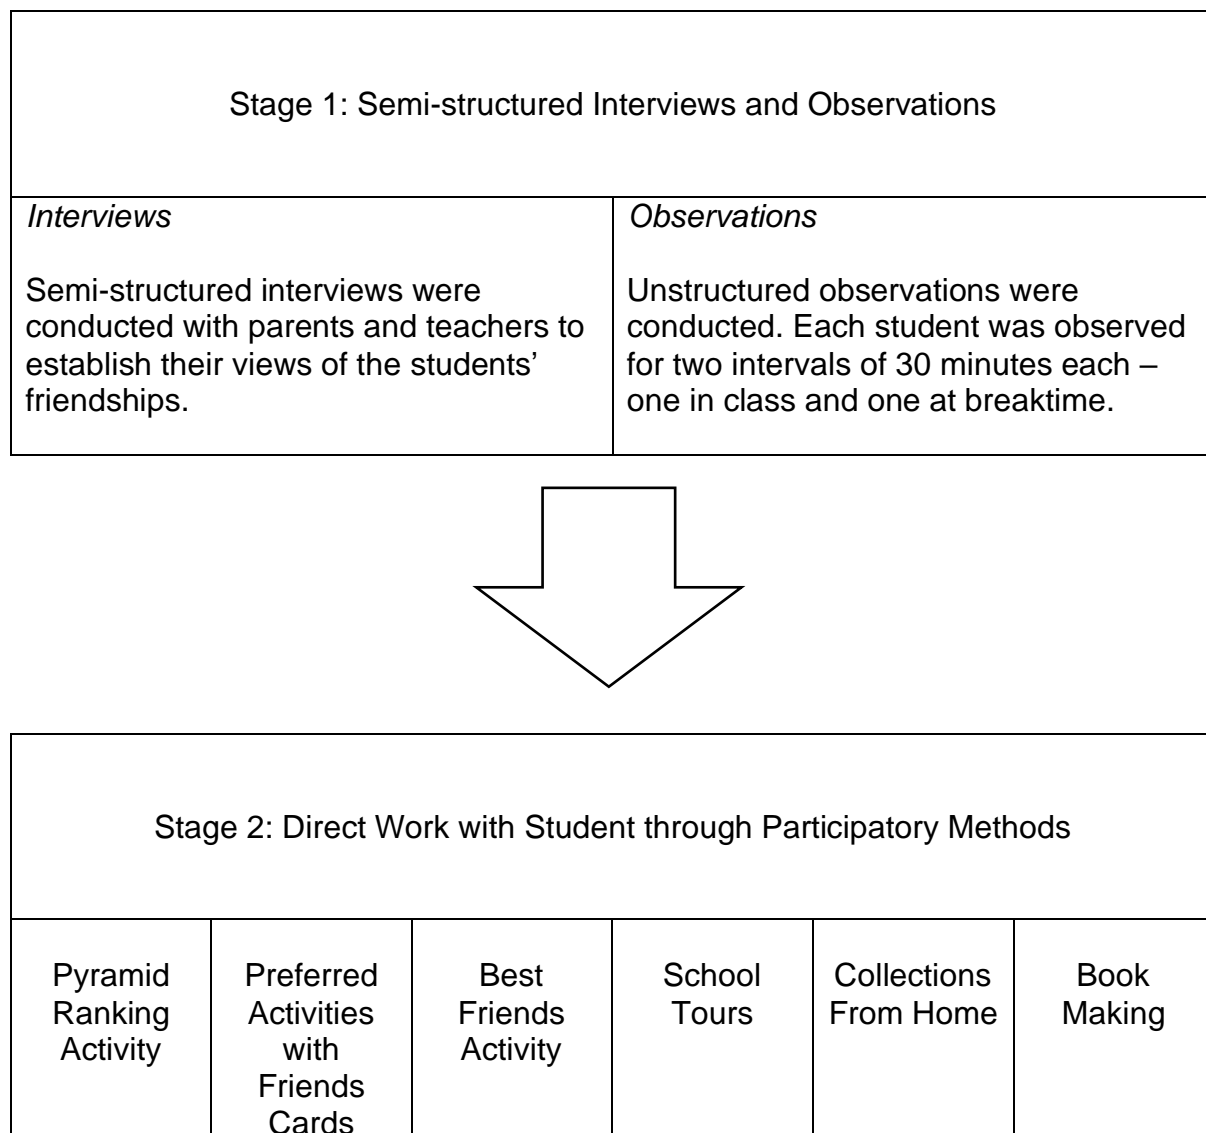 Stage 1: Semi-structured Interviews and Observations
Interviews
Semi-structured interviews were
conducted with parents and teachers to
establish their views of the students’
friendships.
Observations
Unstructured observations were
conducted. Each student was observed
for two intervals of 30 minutes each –
one in class and one at breaktime.
Stage 2: Direct Work with Student through Participatory Methods
Pyramid
Ranking
Activity
Preferred
Activities
with
Friends
Cards
Best
Friends
Activity
School
Tours
Collections
From Home
Book
Making